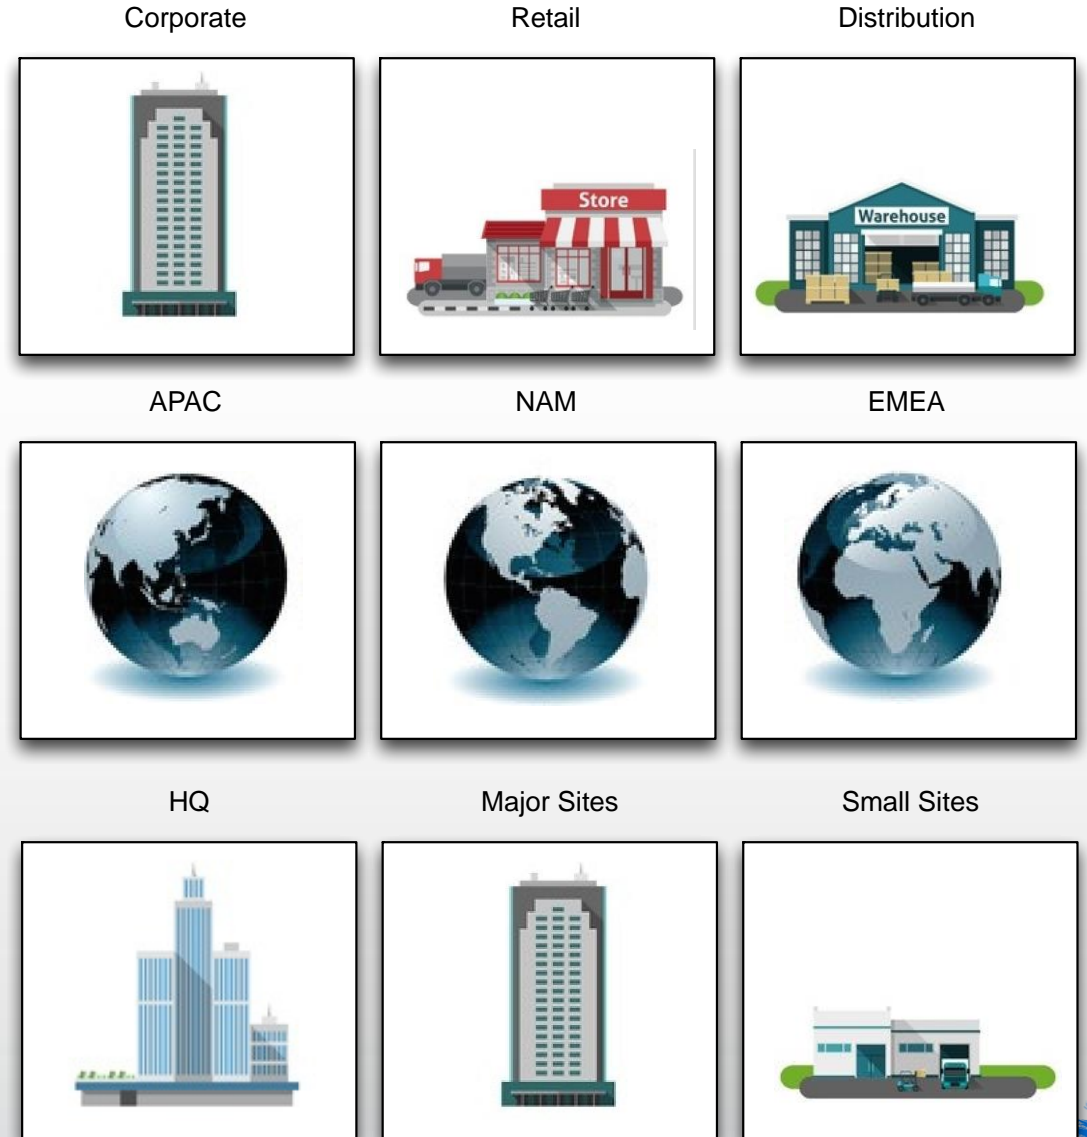 Corporate
Retail
Distribution
Store
Warehouse
APAC
NAM
EMEA
HQ
Major Sites
Small Sites